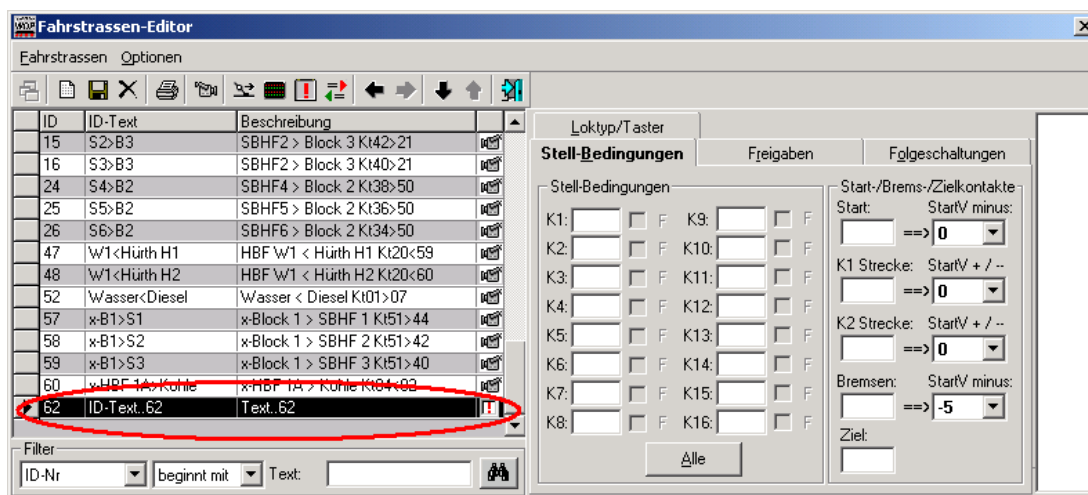 Fahrstrassen-Editor
Fahrstrassen Optionen
ID ID-Text Beschreibung
15 S2>B3 SBHF2 > Block 3 Kt42>21
16 S3>B3 SBHF2 > Block 3 Kt40>21
24 S4>B2 SBHF4 > Block 2 Kt38>50
25 S5>B2 SBHF5 > Block 2 Kt36>50
26 S6>B2 SBHF6 > Block 2 Kt34>50
47 W1<Hürth H1 HBF W1 < Hürth H1 Kt20<59
48 W1<Hürth H2 HBF W1 < Hürth H2 Kt20<60
52 Wasser<Diesel Wasser < Diesel Kt01>07
57 x-B1>S1 x-Block 1 > SBHF 1 Kt51>44
58 x-B1>S2 x-Block 1 > SBHF 2 Kt51>42
59 x-B1>S3 x-Block 1 > SBHF 3 Kt51>40
60 x-HBF 1A>Kohle x-HBF 1A > Kohle
62 ID-Text..62 Text..62
Filter
ID-Nr beginnt mit Text:
Loktyp/Taster
Stell-Bedingungen Freigaben Folgeschaltungen
Stell-Bedingungen
K1: F K9: F
K2: F K10: F
K3: F K11: F
K4: F K12: F
K5: F K13: F
K6: F K14: F
K7: F K15: F
K8: F K16: F
Alle
Start-/Brems-/Zielkontakte
Start: StartV minus:
==> 0
K1 Strecke: StartV + / --
==> 0
K2 Strecke: StartV + / --
==> 0
Bremsen: StartV minus:
==> -5
Ziel: